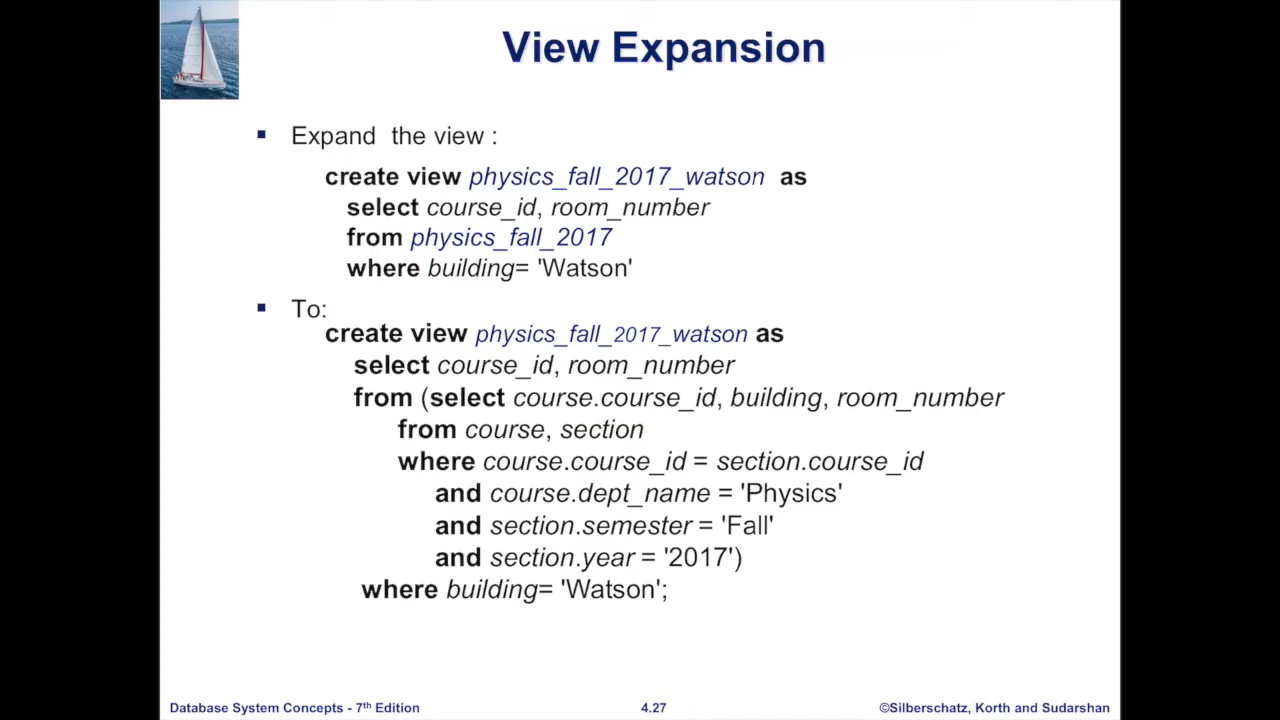 View Expansion
▪ Expand the view :
create view physics_fall_2017_watson as
select course_id, room_number
from physics_fall_2017
where building= 'Watson'
▪ To:
create view physics_fall_2017_watson as
select course_id, room_number
from (select course.course_id, building, room_number
from course, section
where course.course_id = section.course_id
and course.dept_name = 'Physics'
and section.semester = 'Fall'
and section.year = '2017')
where building= 'Watson';
Database System Concepts - 7th Edition
4.27
©Silberschatz, Korth and Sudarshan